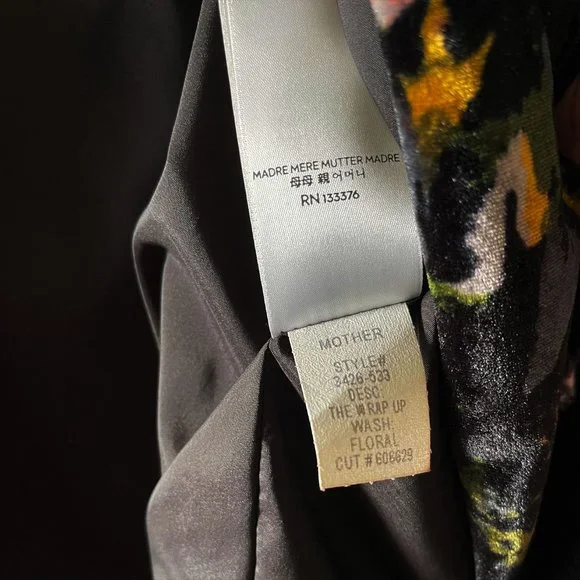 MADRE MERE MUTTER MADRE
母母 親 어머니
RN 133376
MOTHER
STYLE#
3426-533
DESC:
THE WRAP UP
WASH:
FLORAL
CUT # 606629